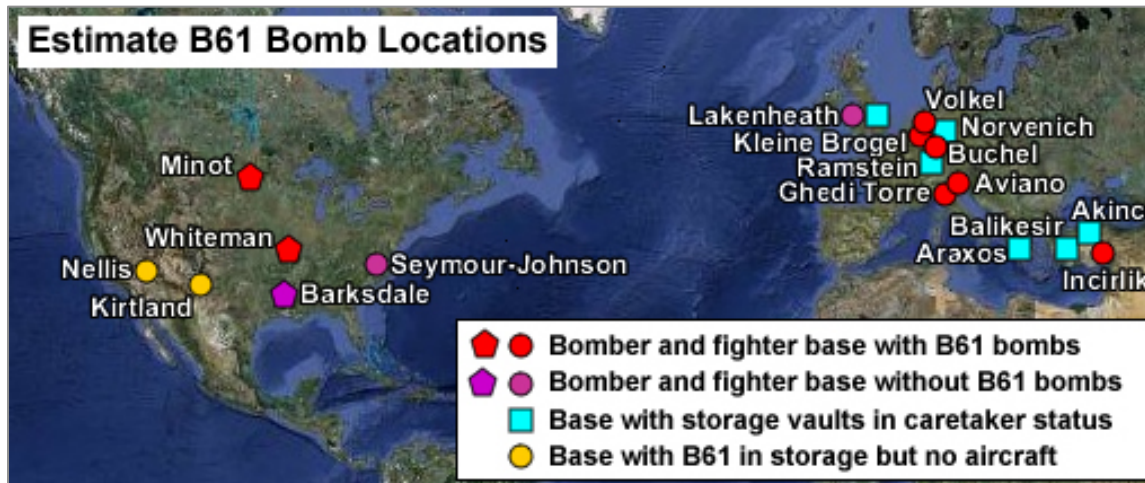 Estimate B61 Bomb Locations
Volkel
Lakenheath
Norvenich
Kleine Brogel
Buchel
Minot
Ramstein
Aviano
Ghedi Torre
Akinc
Balikesir
Whiteman
Araxos
Nellis
Seymour-Johnson
Incirlik
Barksdale
Kirtland
Bomber and fighter base with B61 bombs
Bomber and fighter base without B61 bombs
Base with storage vaults in caretaker status
Base with B61 in storage but no aircraft